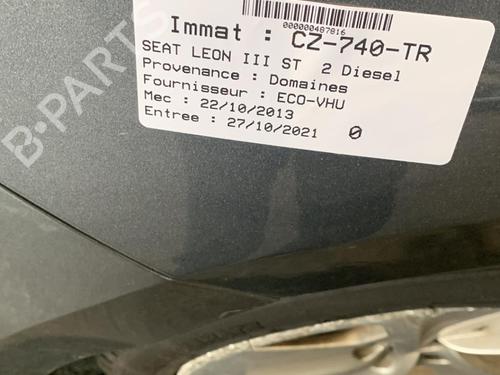 000000487816
Immat : CZ-740-TR
SEAT LEON III ST 2 Diesel
Provenance : Domaines
Fournisseur : ECO-VHU
Mec : 22/10/2013
Entree : 27/10/2021 0
B-PARTS